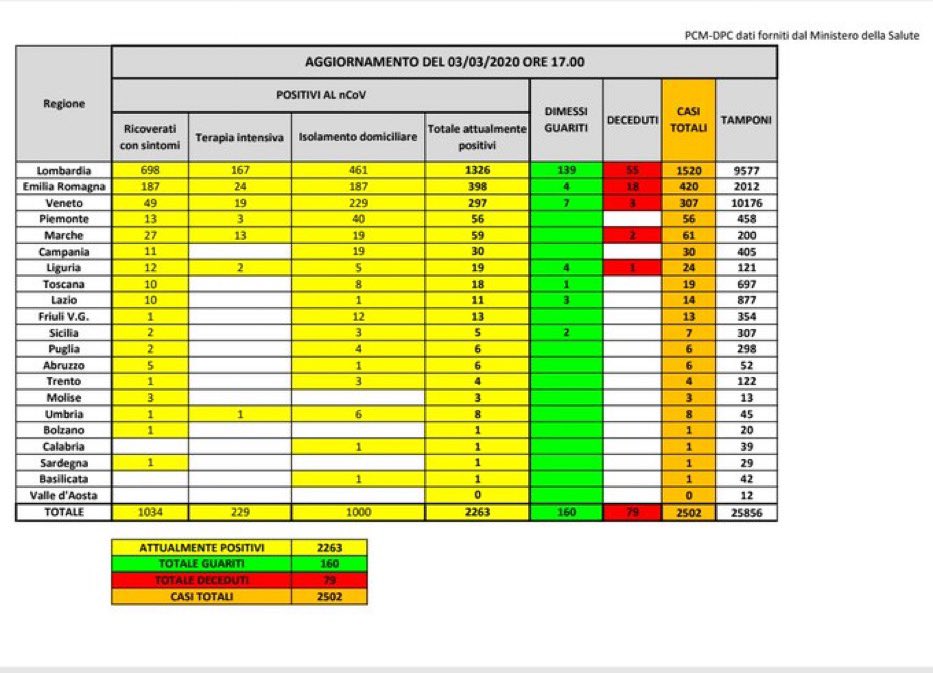 PCM-DPC dati forniti dal Ministero della Salute
AGGIORNAMENTO DEL 03/03/2020 ORE 17.00
Regione
POSITIVI AL nCoV
DIMESSI GUARITI
DECEDUTI
CASI TOTALI
TAMPONI
Ricoverati con sintomi
Terapia intensiva
Isolamento domiciliare
Totale attualmente positivi
Lombardia 698 167 461 1326 139 55 1520 9577
Emilia Romagna 187 24 187 398 4 18 420 2012
Veneto 49 19 229 297 7 3 307 10176
Piemonte 13 3 40 56 56 458
Marche 27 13 19 59 2 61 200
Campania 11 19 30 30 405
Liguria 12 2 5 19 4 1 24 121
Toscana 10 8 18 1 19 697
Lazio 10 1 11 3 14 877
Friuli V.G. 1 12 13 13 354
Sicilia 2 3 5 2 7 307
Puglia 2 4 6 6 298
Abruzzo 5 1 6 6 52
Trento 1 3 4 4 122
Molise 3 3 3 13
Umbria 1 1 6 8 8 45
Bolzano 1 1 1 20
Calabria 1 1 1 39
Sardegna 1 1 1 29
Basilicata 1 1 1 42
Valle d'Aosta 0 0 12
TOTALE 1034 229 1000 2263 160 79 2502 25856
ATTUALMENTE POSITIVI 2263
TOTALE GUARITI 160
TOTALE DECEDUTI 79
CASI TOTALI 2502